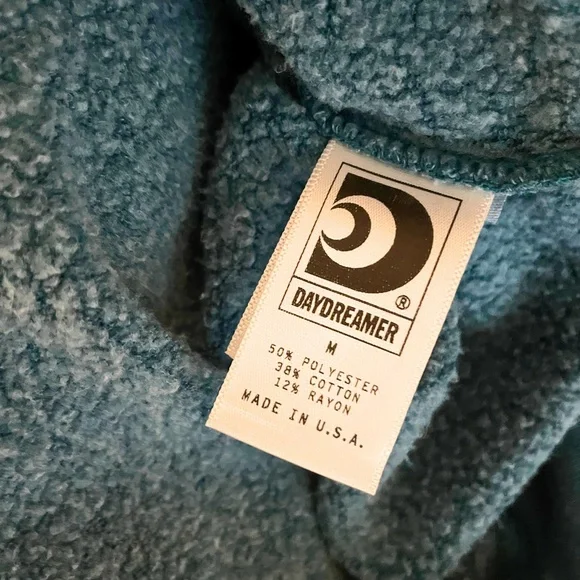 ®
DAYDREAMER
M
50% POLYESTER
38% COTTON
12% RAYON
MADE IN U.S.A.